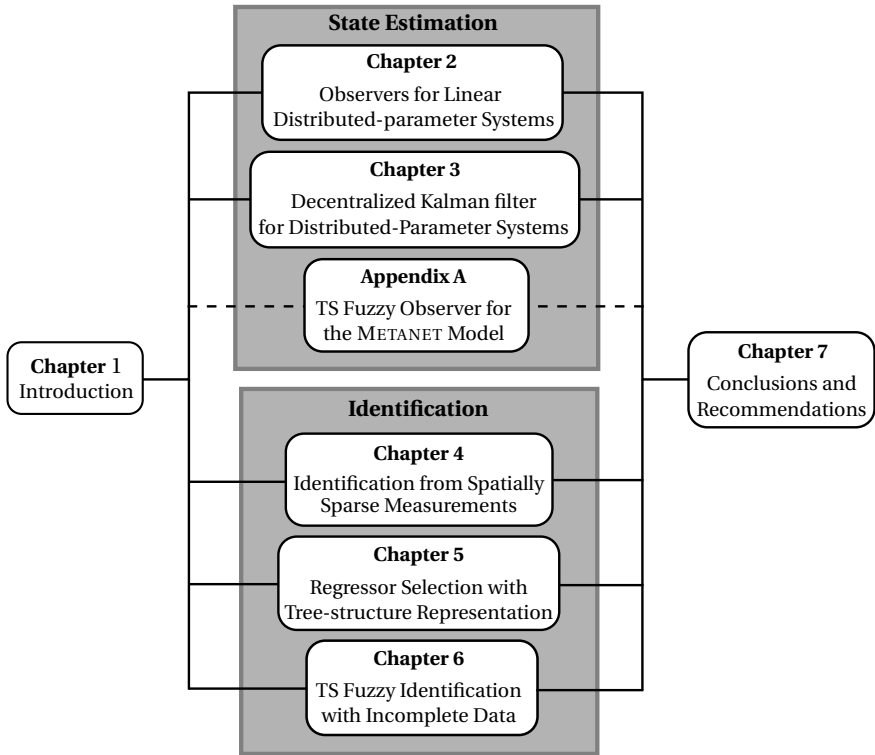 State Estimation
Chapter 2
Observers for Linear
Distributed-parameter Systems
Chapter 3
Decentralized Kalman filter
for Distributed-Parameter Systems
Appendix A
TS Fuzzy Observer for
the METANET Model
Chapter 1
Introduction
Chapter 7
Conclusions and
Recommendations
Identification
Chapter 4
Identification from Spatially
Sparse Measurements
Chapter 5
Regressor Selection with
Tree-structure Representation
Chapter 6
TS Fuzzy Identification
with Incomplete Data